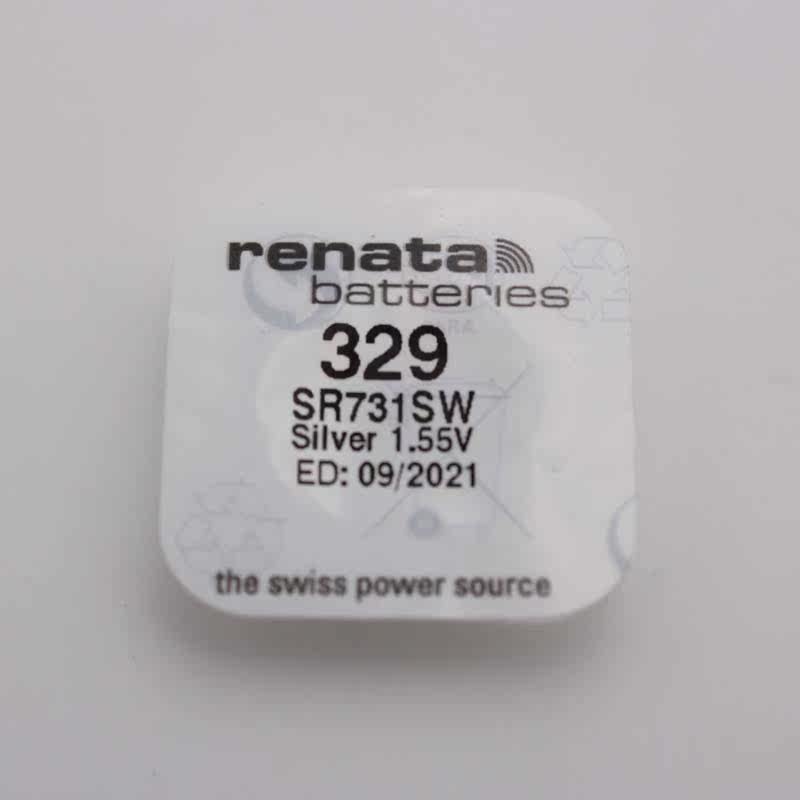 renata
batteries
329
SR731SW
Silver 1.55V
ED: 09/2021
the swiss power source